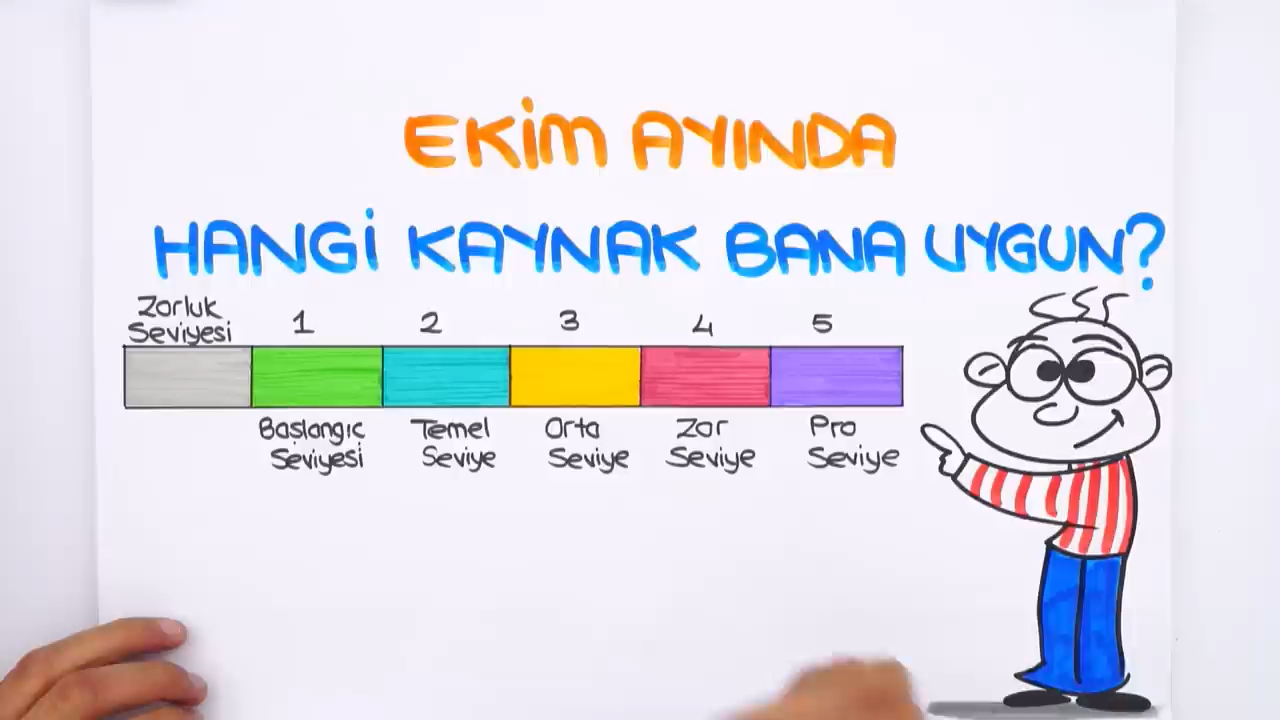 EKİM AYINDA
HANGİ KAYNAK BANA UYGUN?
Zorluk
Seviyesi
1
2
3
4
5
Başlangıç
Seviyesi
Temel
Seviye
Orta
Seviye
Zor
Seviye
Pro
Seviye